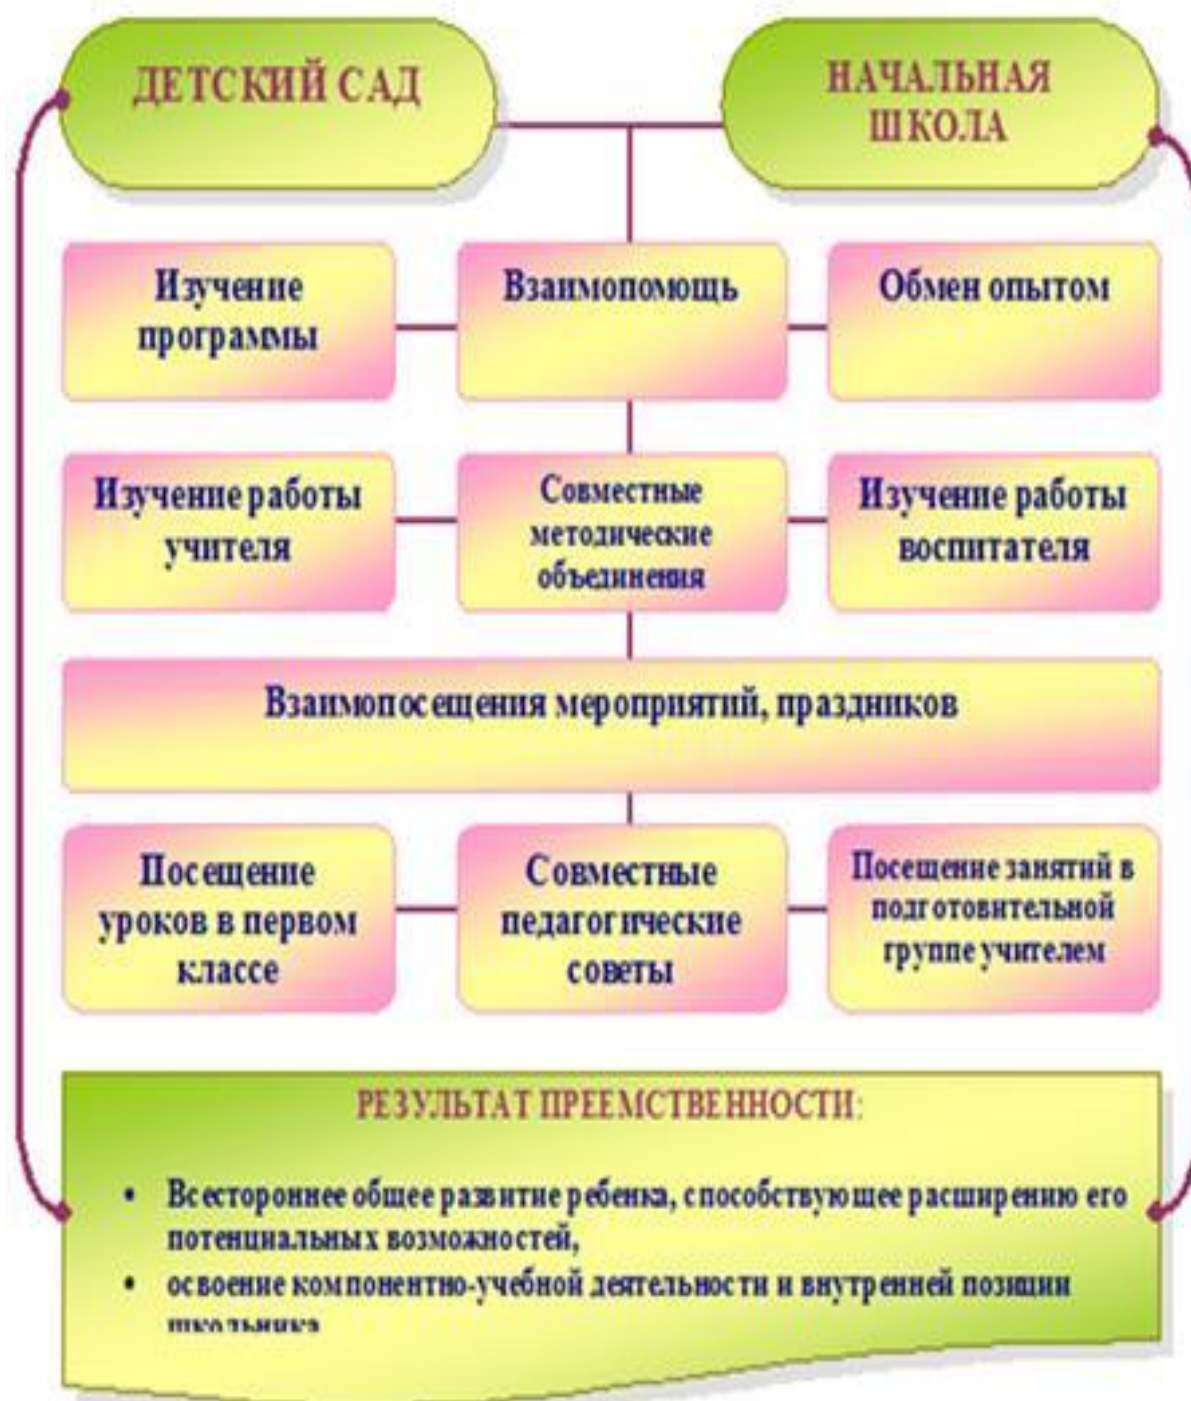 ДЕТСКИЙ САД
НАЧАЛЬНАЯ
ШКОЛА
Изучение
программы
Взаимопомощь
Обмен опытом
Изучение работы
учителя
Совместные
методические
объединения
Изучение работы
воспитателя
Взаимопосещения мероприятий, праздников
Посещение
уроков в первом
классе
Совместные
педагогические
советы
Посещение занятий в
подготовительной
группе учителем
РЕЗУЛЬТАТ ПРЕЕМСТВЕННОСТИ:
• Всестороннее общее развитие ребенка, способствующее расширению его
потенциальных возможностей,
• освоение компонентно-учебной деятельности и внутренней позиции
школьника